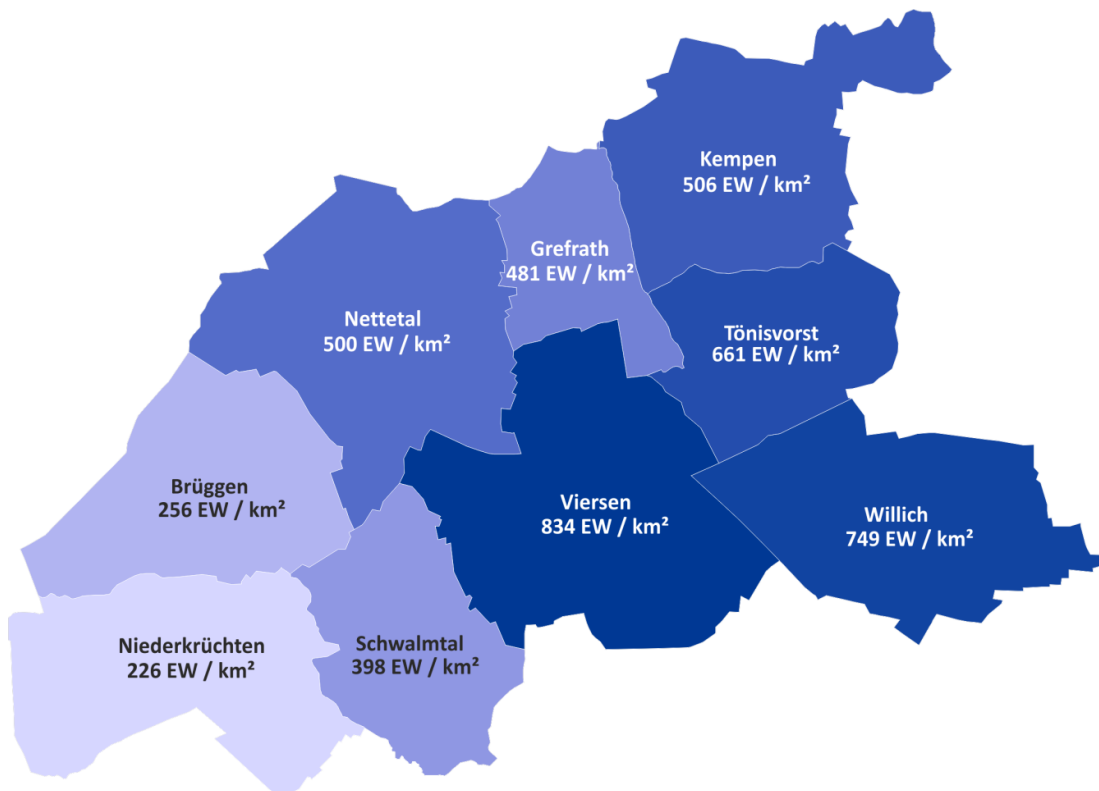 Kempen
506 EW / km²
Grefrath
481 EW / km²
Nettetal
500 EW / km²
Tönisvorst
661 EW / km²
Brüggen
256 EW / km²
Viersen
834 EW / km²
Willich
749 EW / km²
Niederkrüchten
226 EW / km²
Schwalmtal
398 EW / km²